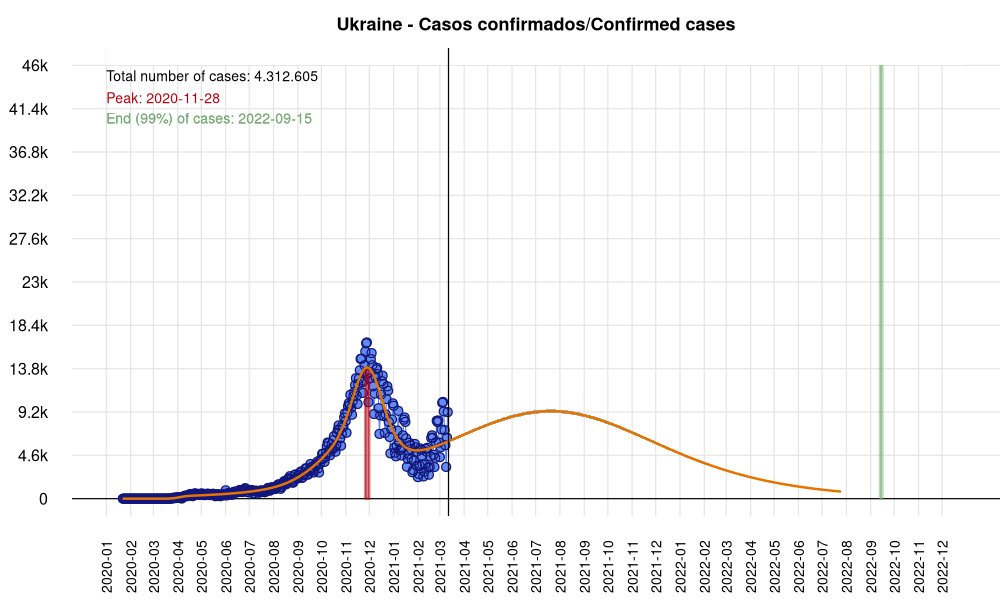 Ukraine - Casos confirmados/Confirmed cases
46k
Total number of cases: 4.312.605
Peak: 2020-11-28
41.4k
End (99%) of cases: 2022-09-15
36.8k
32.2k
27.6k
23k
18.4k
13.8k
9.2k
4.6k
0
2020-01
2020-02
2020-03
2020-04
2020-05
2020-06
2020-07
2020-08
2020-09
2020-10
2020-11
2020-12
2021-01
2021-02
2021-03
2021-04
2021-05
2021-06
2021-07
2021-08
2021-09
2021-10
2021-11
2021-12
2022-01
2022-02
2022-03
2022-04
2022-05
2022-06
2022-07
2022-08
2022-09
2022-10
2022-11
2022-12